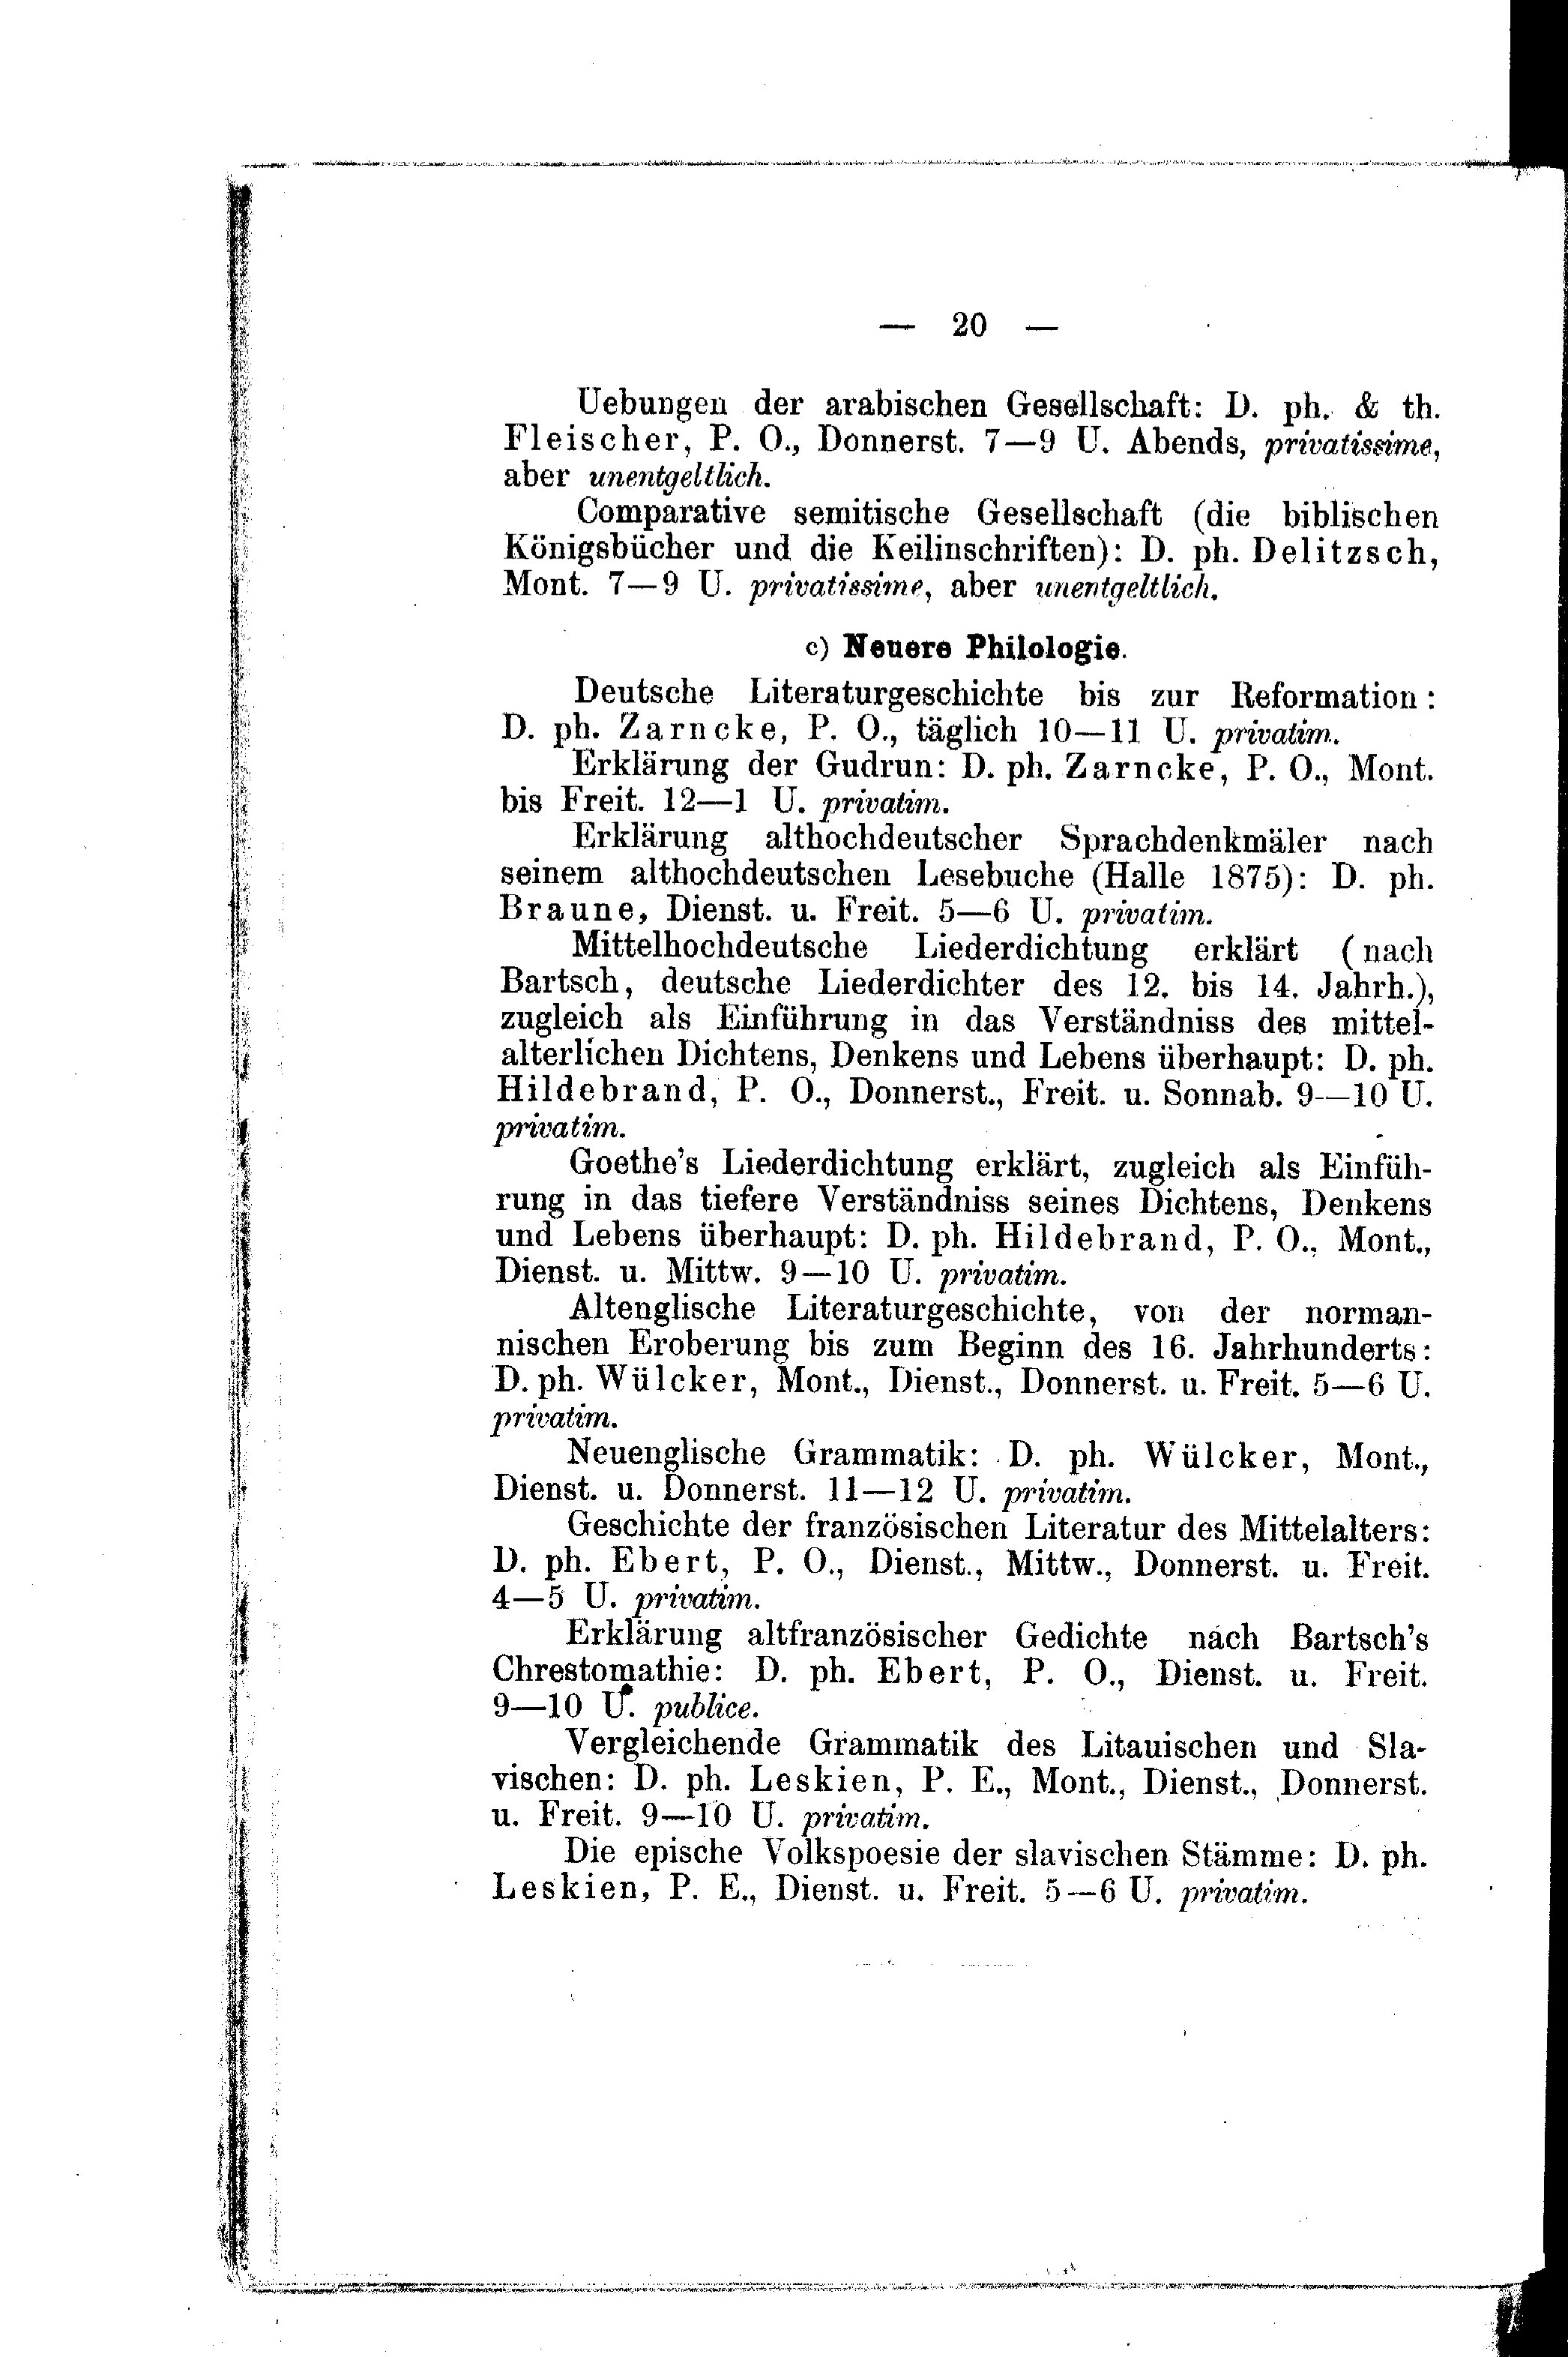 — 20 —
Uebungen der arabischen Gesellschaft: D. ph. & th.
Fleischer, P. O., Donnerst. 7—9 U. Abends, privatissime,
aber unentgeltlich.
Comparative semitische Gesellschaft (die biblischen
Königsbücher und die Keilinschriften): D. ph. Delitzsch,
Mont. 7—9 U. privatissime, aber unentgeltlich.
c) Neuere Philologie.
Deutsche Literaturgeschichte bis zur Reformation:
D. ph. Zarncke, P. O., täglich 10—11 U. privatim.
Erklärung der Gudrun: D. ph. Zarncke, P. O., Mont.
bis Freit. 12—1 U. privatim.
Erklärung althochdeutscher Sprachdenkmäler nach
seinem althochdeutschen Lesebuche (Halle 1875): D. ph.
Braune, Dienst. u. Freit. 5—6 U. privatim.
Mittelhochdeutsche Liederdichtung erklärt (nach
Bartsch, deutsche Liederdichter des 12. bis 14. Jahrh.),
zugleich als Einführung in das Verständniss des mittel-
alterlichen Dichtens, Denkens und Lebens überhaupt: D. ph.
Hildebrand, P. O., Donnerst., Freit. u. Sonnab. 9—10 U.
privatim.
Goethe's Liederdichtung erklärt, zugleich als Einfüh-
rung in das tiefere Verständniss seines Dichtens, Denkens
und Lebens überhaupt: D. ph. Hildebrand, P. O., Mont.,
Dienst. u. Mittw. 9—10 U. privatim.
Altenglische Literaturgeschichte, von der norman-
nischen Eroberung bis zum Beginn des 16. Jahrhunderts:
D. ph. Wülcker, Mont., Dienst., Donnerst. u. Freit. 5—6 U.
privatim.
Neuenglische Grammatik: D. ph. Wülcker, Mont.,
Dienst. u. Donnerst. 11—12 U. privatim.
Geschichte der französischen Literatur des Mittelalters:
D. ph. Ebert, P. O., Dienst., Mittw., Donnerst. u. Freit.
4—5 U. privatim.
Erklärung altfranzösischer Gedichte nach Bartsch's
Chrestomathie: D. ph. Ebert, P. O., Dienst. u. Freit.
9—10 U. publice.
Vergleichende Grammatik des Litauischen und Sla-
vischen: D. ph. Leskien, P. E., Mont., Dienst., Donnerst.
u. Freit. 9—10 U. privatim.
Die epische Volkspoesie der slavischen Stämme: D. ph.
Leskien, P. E., Dienst. u. Freit. 5—6 U. privatim.